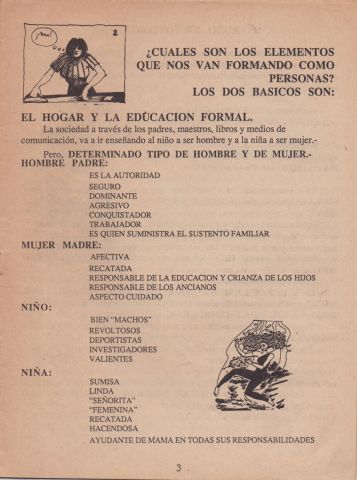 ¡mm!
2
¿CUALES SON LOS ELEMENTOS
QUE NOS VAN FORMANDO COMO
PERSONAS?
LOS DOS BASICOS SON:
EL HOGAR Y LA EDUCACION FORMAL.
La sociedad a través de los padres, maestros, libros y medios de
comunicación, va a ir enseñando al niño a ser hombre y a la niña a ser mujer.-
Pero, DETERMINADO TIPO DE HOMBRE Y DE MUJER.-
HOMBRE PADRE:
ES LA AUTORIDAD
SEGURO
DOMINANTE
AGRESIVO
CONQUISTADOR
TRABAJADOR
ES QUIEN SUMINISTRA EL SUSTENTO FAMILIAR
MUJER MADRE:
AFECTIVA
RECATADA
RESPONSABLE DE LA EDUCACION Y CRIANZA DE LOS HIJOS
RESPONSABLE DE LOS ANCIANOS
ASPECTO CUIDADO
NIÑO:
BIEN "MACHOS"
REVOLTOSOS
DEPORTISTAS
INVESTIGADORES
VALIENTES
NIÑA:
SUMISA
LINDA
"SEÑORITA"
"FEMENINA"
RECATADA
HACENDOSA
AYUDANTE DE MAMA EN TODAS SUS RESPONSABILIDADES
3